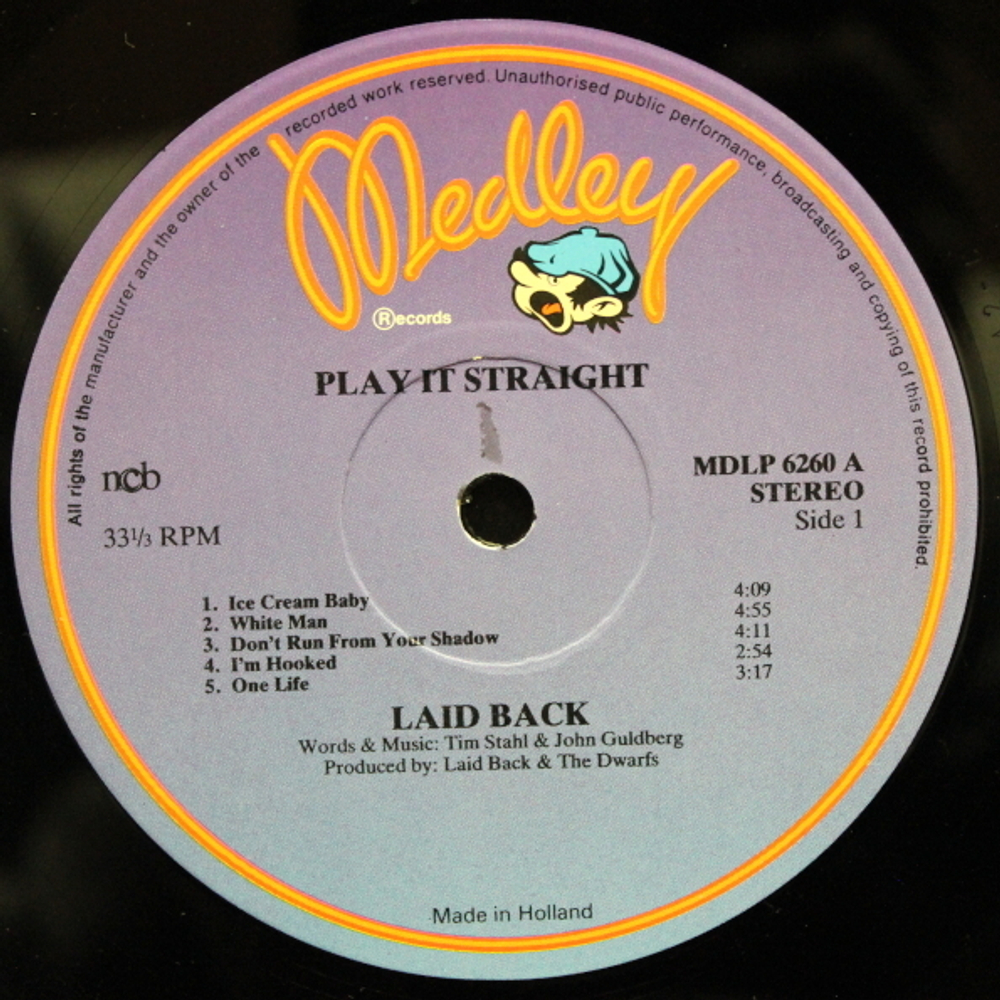 All rights of the manufacturer and the owner of the recorded work reserved. Unauthorised public performance, broadcasting and copying of this record prohibited.
Medley
Records
PLAY IT STRAIGHT
ncb
33⅓ RPM
MDLP 6260 A
STEREO
Side 1
1. Ice Cream Baby 4:09
2. White Man 4:55
3. Don't Run From Your Shadow 4:11
4. I'm Hooked 2:54
5. One Life 3:17
LAID BACK
Words & Music: Tim Stahl & John Guldberg
Produced by: Laid Back & The Dwarfs
Made in Holland